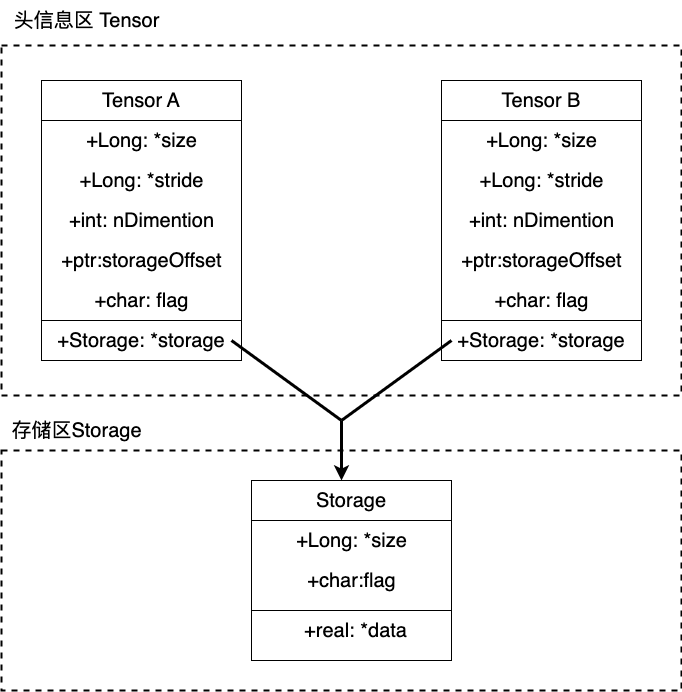 头信息区 Tensor
Tensor A
+Long: *size
+Long: *stride
+int: nDimention
+ptr:storageOffset
+char: flag
+Storage: *storage
Tensor B
+Long: *size
+Long: *stride
+int: nDimention
+ptr:storageOffset
+char: flag
+Storage: *storage
存储区Storage
Storage
+Long: *size
+char:flag
+real: *data